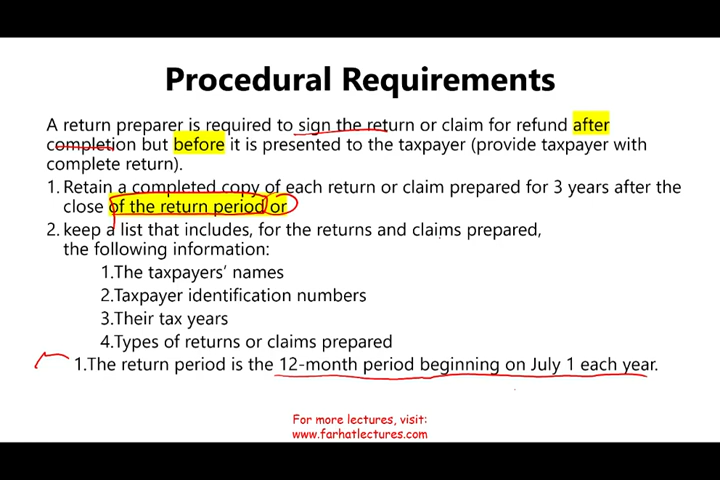 Procedural Requirements
A return preparer is required to sign the return or claim for refund after
completion but before it is presented to the taxpayer (provide taxpayer with
complete return).
1. Retain a completed copy of each return or claim prepared for 3 years after the
close of the return period or
2. keep a list that includes, for the returns and claims prepared,
the following information:
1.The taxpayers’ names
2.Taxpayer identification numbers
3.Their tax years
4.Types of returns or claims prepared
1.The return period is the 12-month period beginning on July 1 each year.
For more lectures, visit:
www.farhatlectures.com